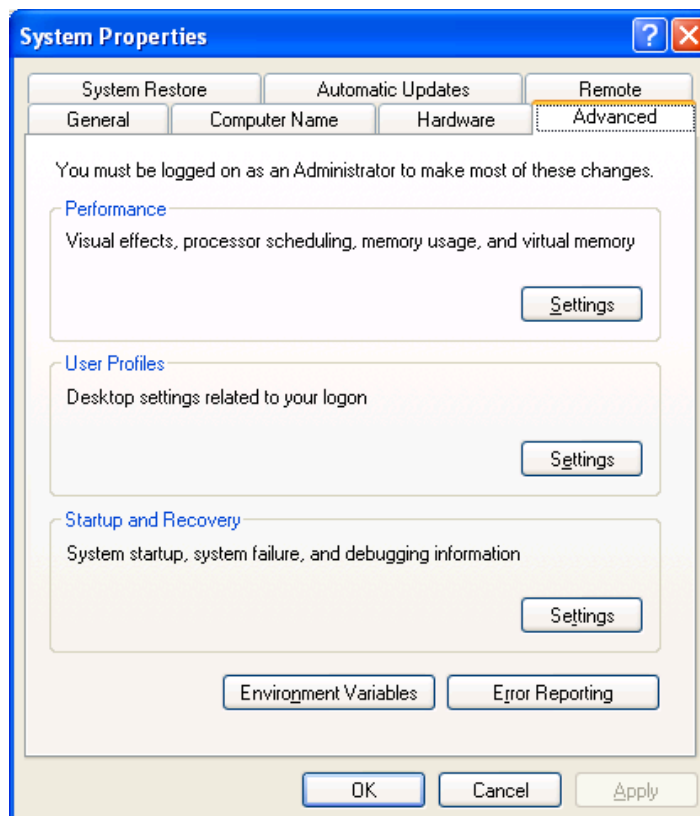 System Properties
System Restore Automatic Updates Remote
General Computer Name Hardware Advanced
You must be logged on as an Administrator to make most of these changes.
Performance
Visual effects, processor scheduling, memory usage, and virtual memory
Settings
User Profiles
Desktop settings related to your logon
Settings
Startup and Recovery
System startup, system failure, and debugging information
Settings
Environment Variables Error Reporting
OK Cancel Apply